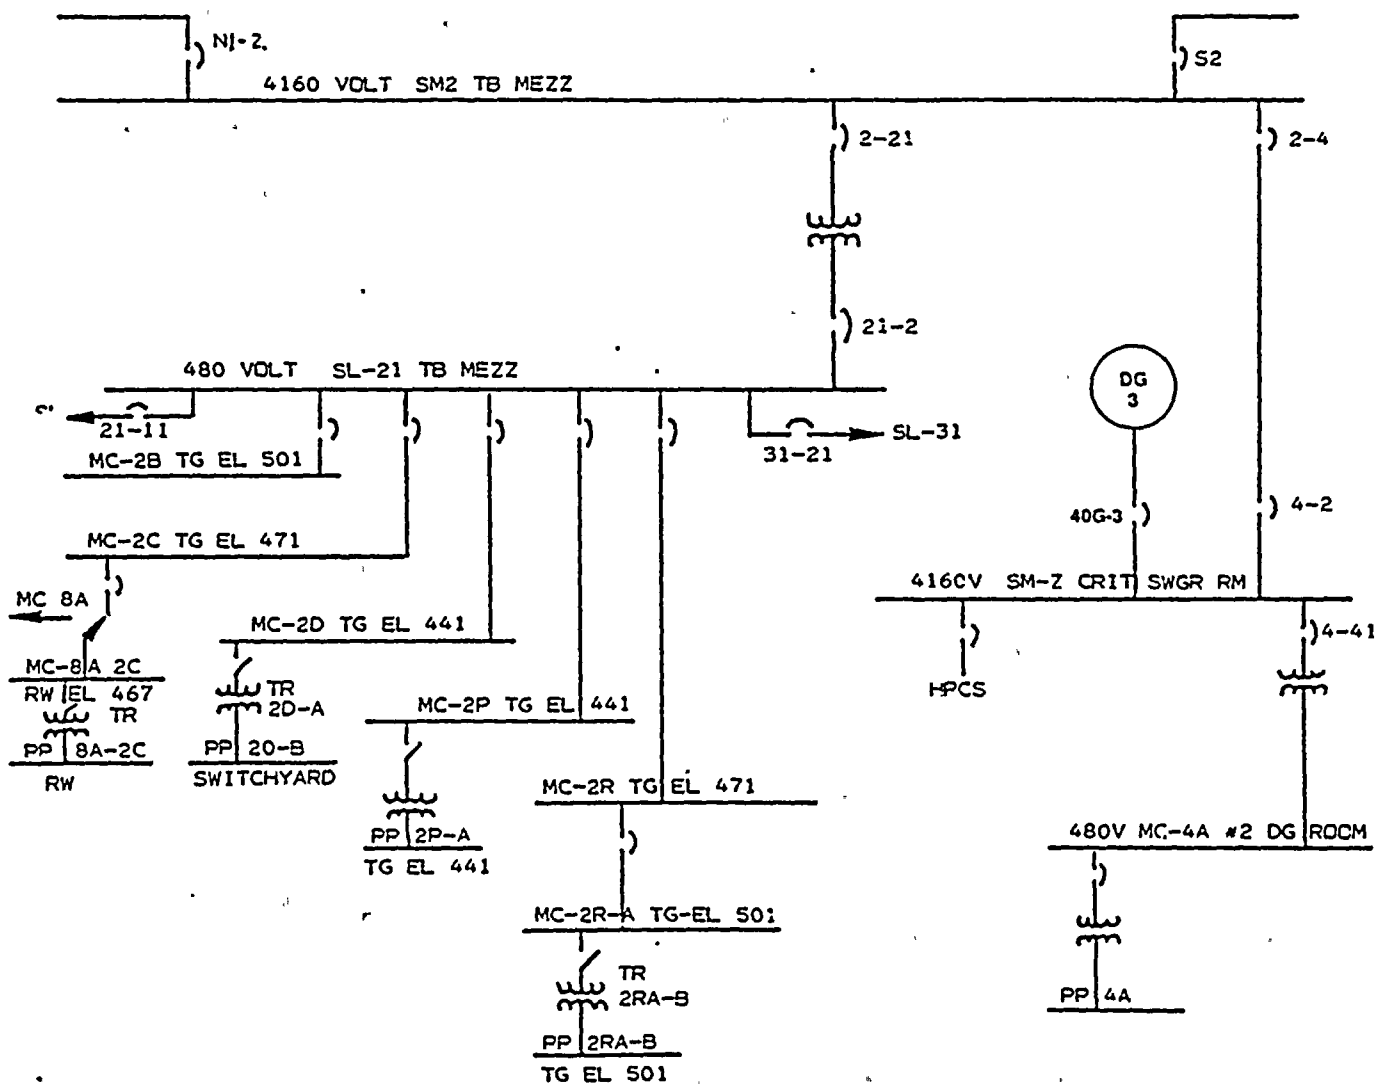 NI-2.
S2
4160 VOLT SM2 TB MEZZ
2-21
2-4
21-2
480 VOLT SL-21 TB MEZZ
DG
3
21-11
SL-31
31-21
MC-2B TG EL 501
40G-3
4-2
MC-2C TG EL 471
4160V SM-Z CRIT SWGR RM
MC 8A
MC-2D TG EL 441
4-41
MC-8A 2C
RW EL 467
TR
TR
2D-A
HPCS
MC-2P TG EL 441
PP 8A-2C
RW
PP 20-B
SWITCHYARD
MC-2R TG EL 471
PP 2P-A
TG EL 441
480V MC-4A #2 DG ROCM
MC-2R-A TG-EL 501
TR
2RA-B
PP 4A
PP 2RA-B
TG EL 501